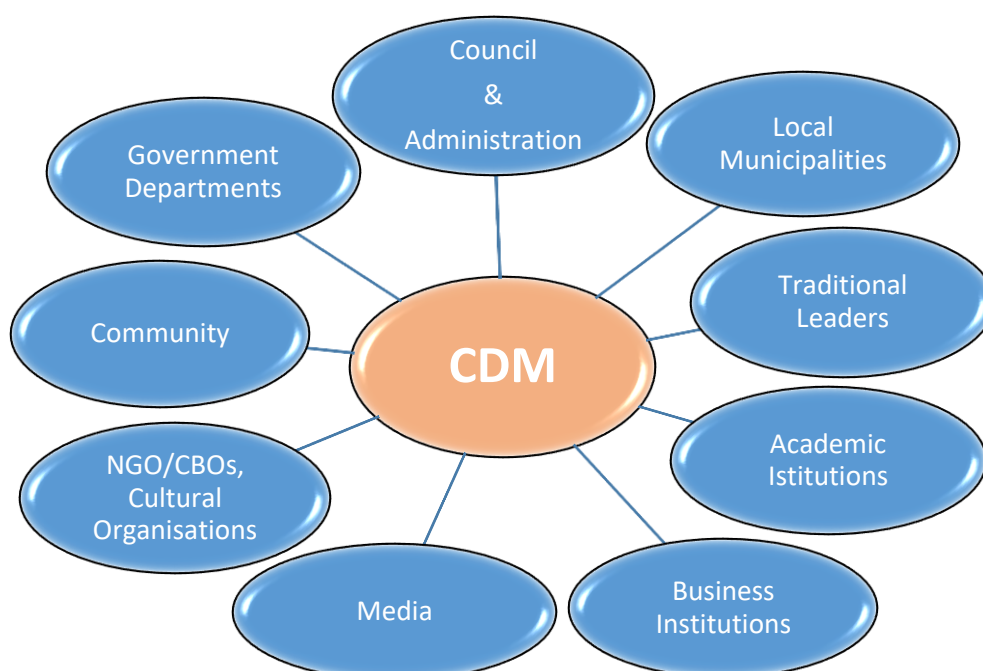 Council
&
Administration
Local
Municipalities
Government
Departments
Traditional
Leaders
Community
CDM
Academic
Istitutions
NGO/CBOs,
Cultural
Organisations
Business
Institutions
Media